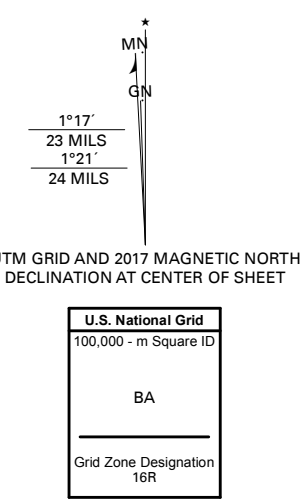 MN
GN
1°17´
23 MILS
1°21´
24 MILS
UTM GRID AND 2017 MAGNETIC NORTH
DECLINATION AT CENTER OF SHEET
U.S. National Grid
100,000 - m Square ID
BA
Grid Zone Designation
16R